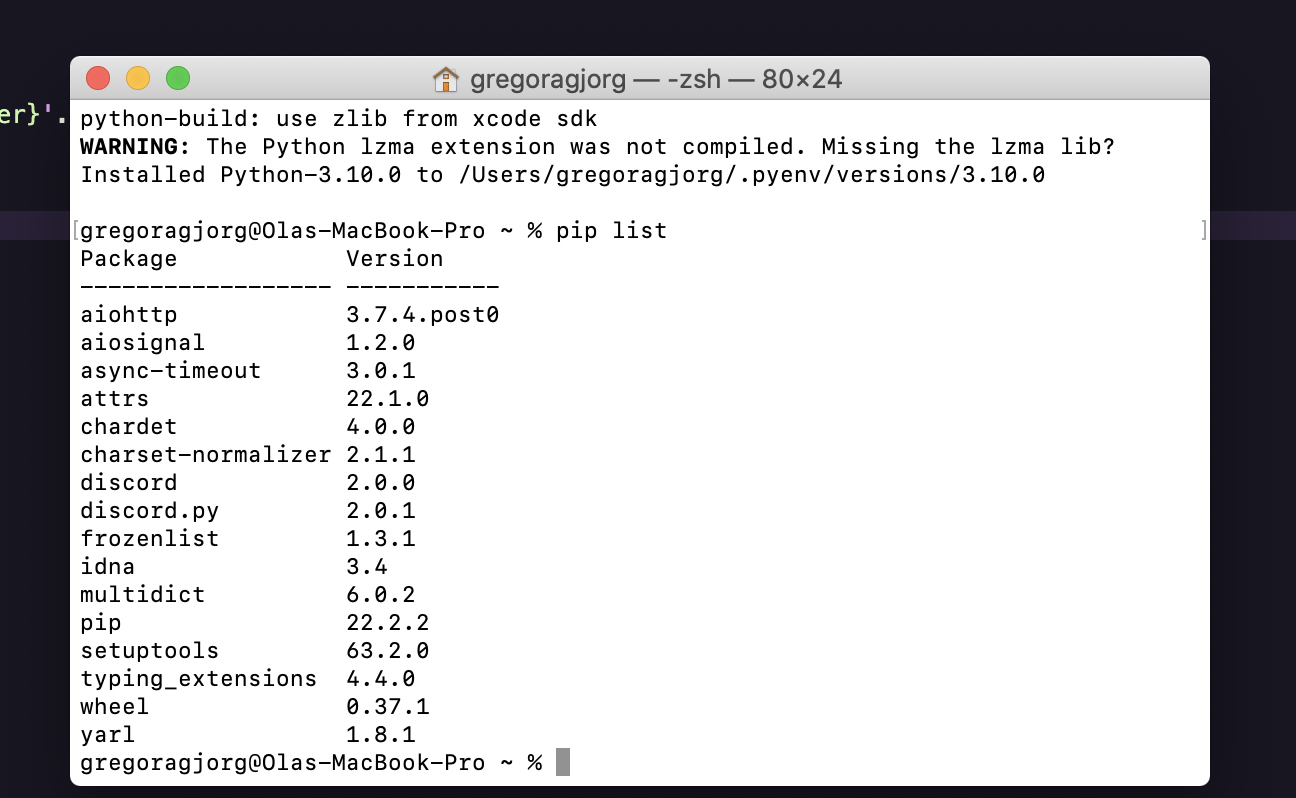 gregoragjorg — -zsh — 80×24
er}'.
python-build: use zlib from xcode sdk
WARNING: The Python lzma extension was not compiled. Missing the lzma lib?
Installed Python-3.10.0 to /Users/gregoragjorg/.pyenv/versions/3.10.0
[gregoragjorg@Olas-MacBook-Pro ~ % pip list ]
Package            Version
------------------ -----------
aiohttp            3.7.4.post0
aiosignal          1.2.0
async-timeout      3.0.1
attrs              22.1.0
chardet            4.0.0
charset-normalizer 2.1.1
discord            2.0.0
discord.py         2.0.1
frozenlist         1.3.1
idna               3.4
multidict          6.0.2
pip                22.2.2
setuptools         63.2.0
typing_extensions  4.4.0
wheel              0.37.1
yarl               1.8.1
gregoragjorg@Olas-MacBook-Pro ~ %